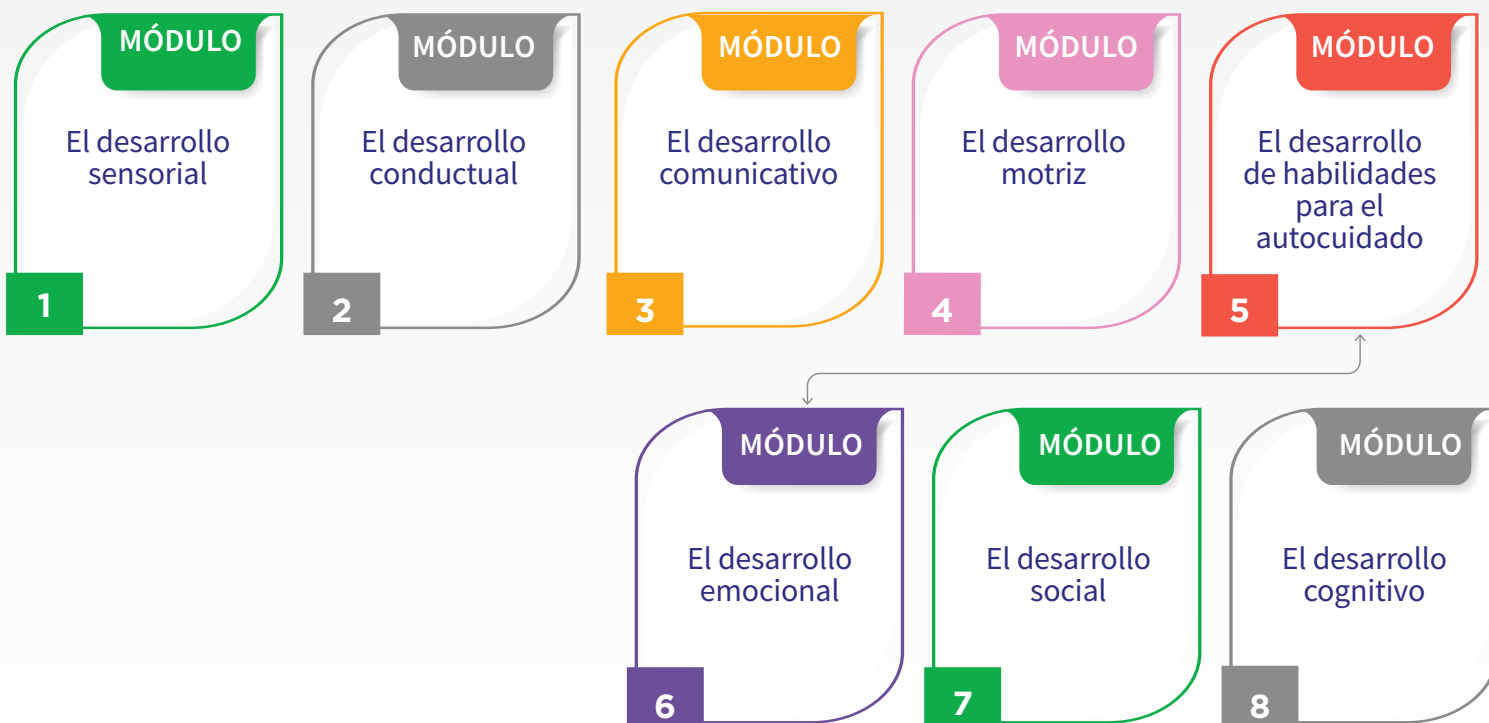 MÓDULO
El desarrollo
sensorial
1
MÓDULO
El desarrollo
conductual
2
MÓDULO
El desarrollo
comunicativo
3
MÓDULO
El desarrollo
motriz
4
MÓDULO
El desarrollo
de habilidades
para el
autocuidado
5
MÓDULO
El desarrollo
emocional
6
MÓDULO
El desarrollo
social
7
MÓDULO
El desarrollo
cognitivo
8